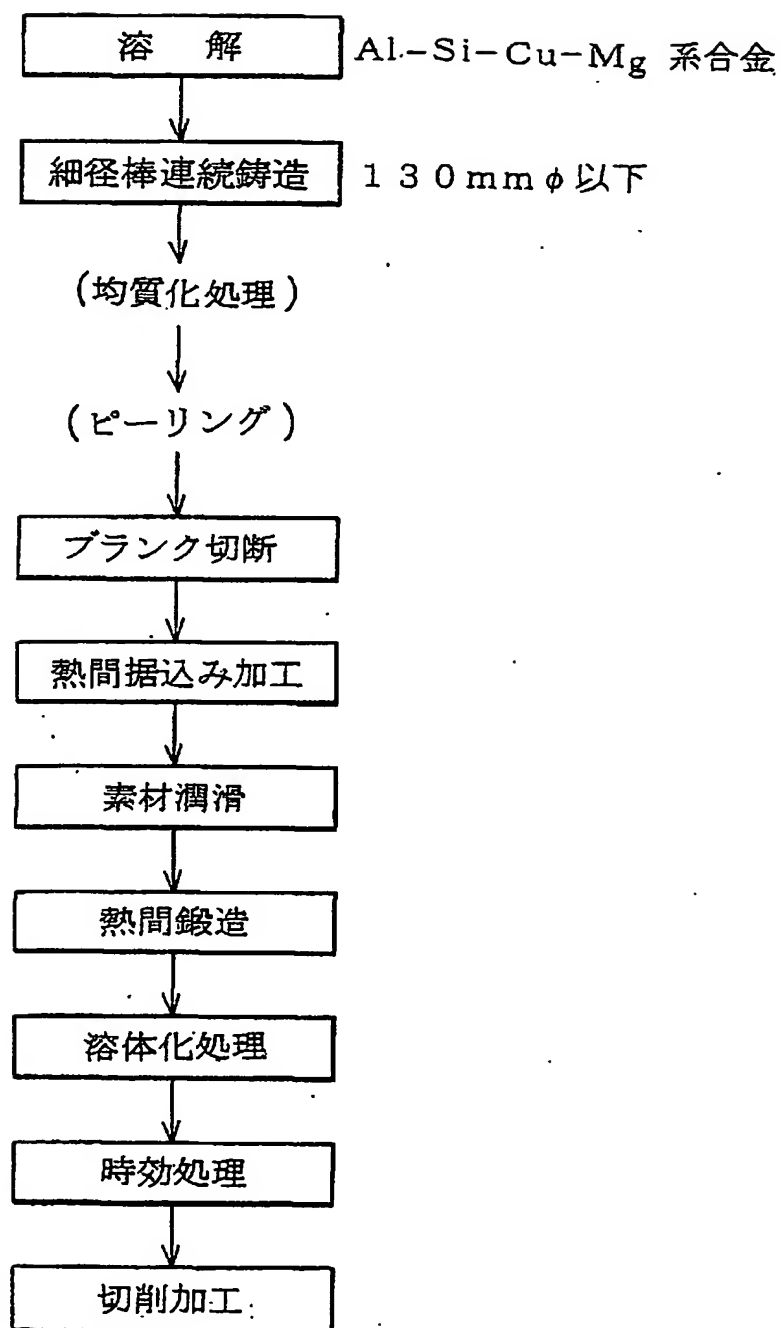 溶　解　Al-Si-Cu-Mg 系合金
細径棒連続鋳造　130mmφ以下
(均質化処理)
(ピーリング)
ブランク切断
熱間据込み加工
素材潤滑
熱間鍛造
溶体化処理
時効処理
切削加工